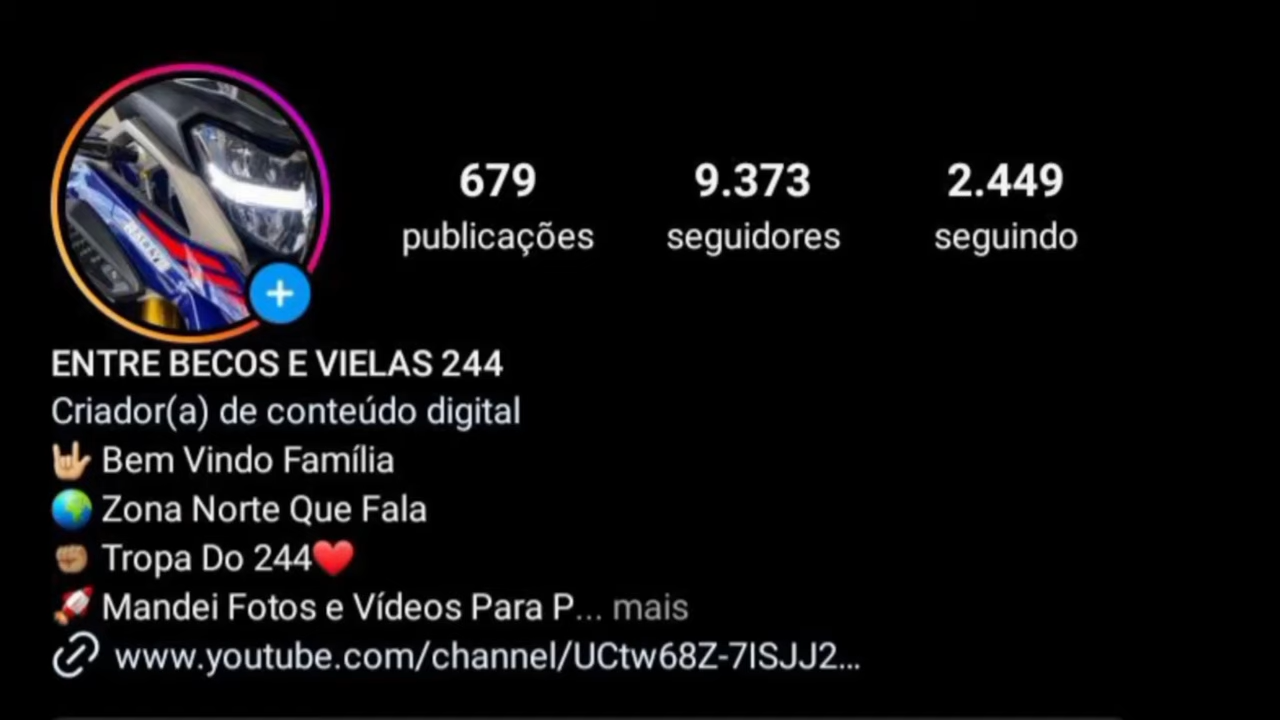 RALLYE
679
publicações
9.373
seguidores
2.449
seguindo
ENTRE BECOS E VIELAS 244
Criador(a) de conteúdo digital
🤟🏼 Bem Vindo Família
🌍 Zona Norte Que Fala
✊🏽 Tropa Do 244❤️
🚀 Mandei Fotos e Vídeos Para P... mais
www.youtube.com/channel/UCtw68Z-7ISJJ2...